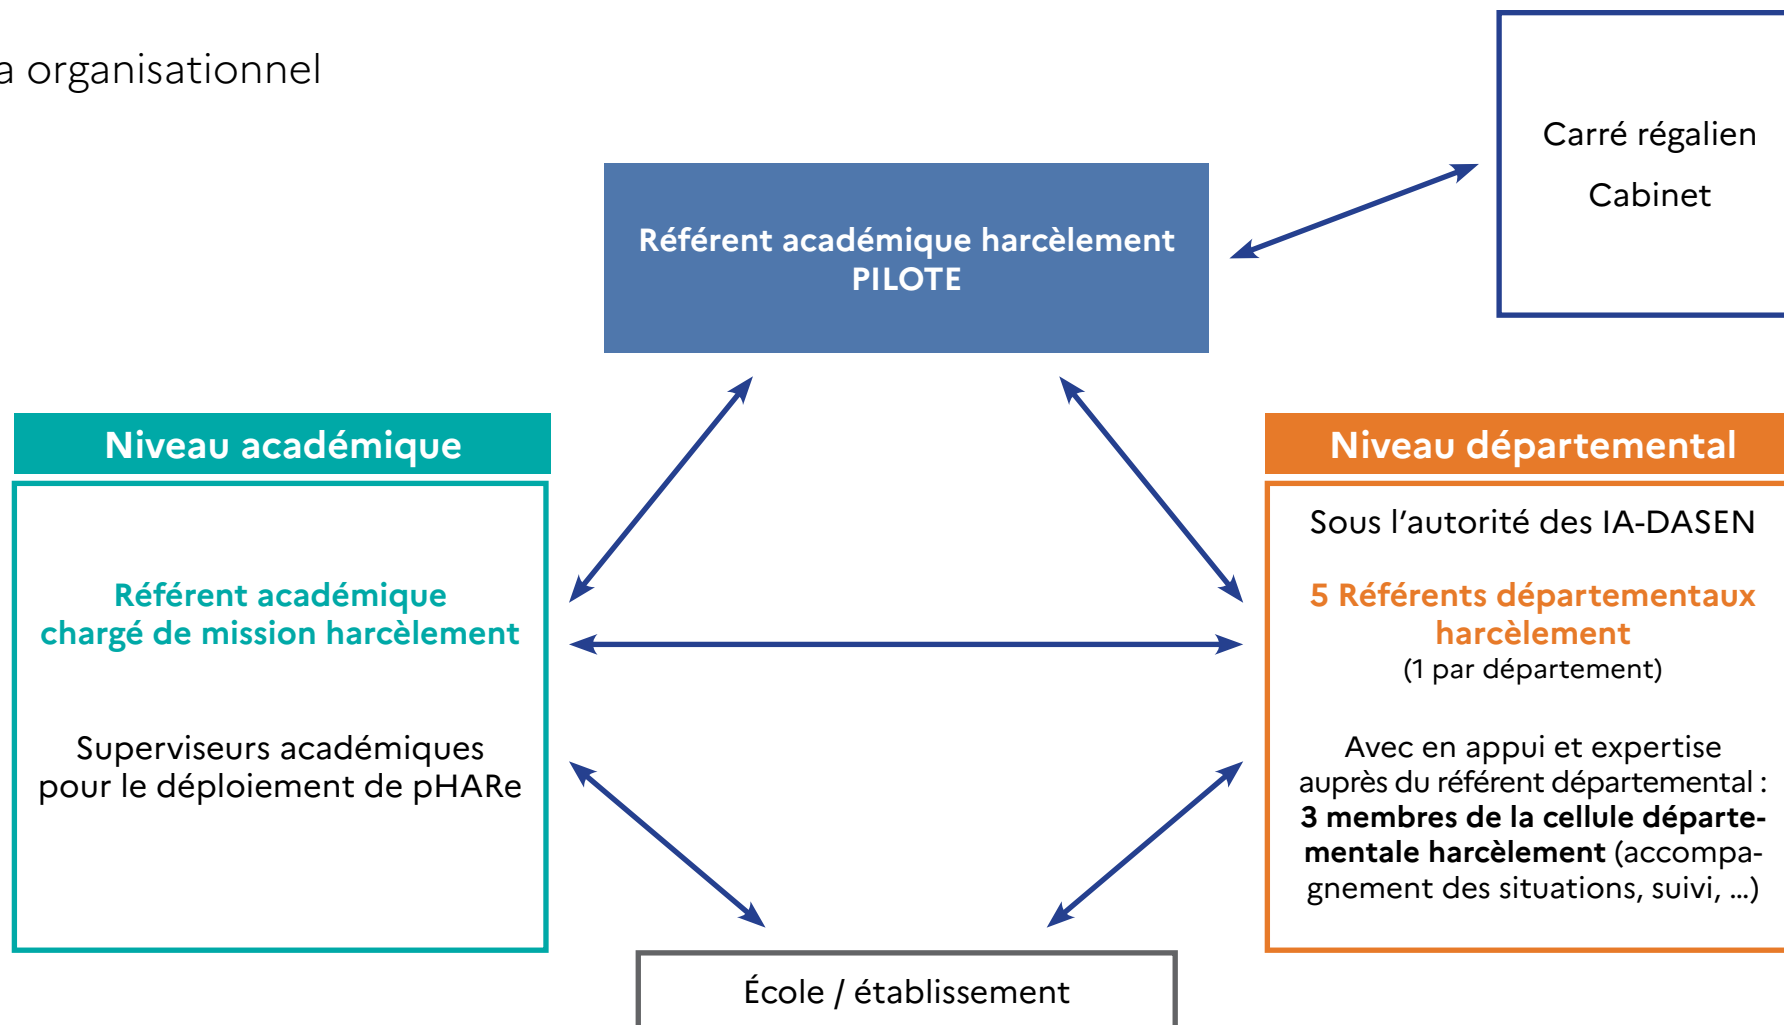 a organisationnel
Carré régalien
Cabinet
Référent académique harcèlement
PILOTE
Niveau académique
Référent académique
chargé de mission harcèlement
Superviseurs académiques
pour le déploiement de pHARe
Niveau départemental
Sous l’autorité des IA-DASEN
5 Référents départementaux
harcèlement
(1 par département)
Avec en appui et expertise
auprès du référent départemental :
3 membres de la cellule départe-
mentale harcèlement (accompa-
gnement des situations, suivi, ...)
École / établissement